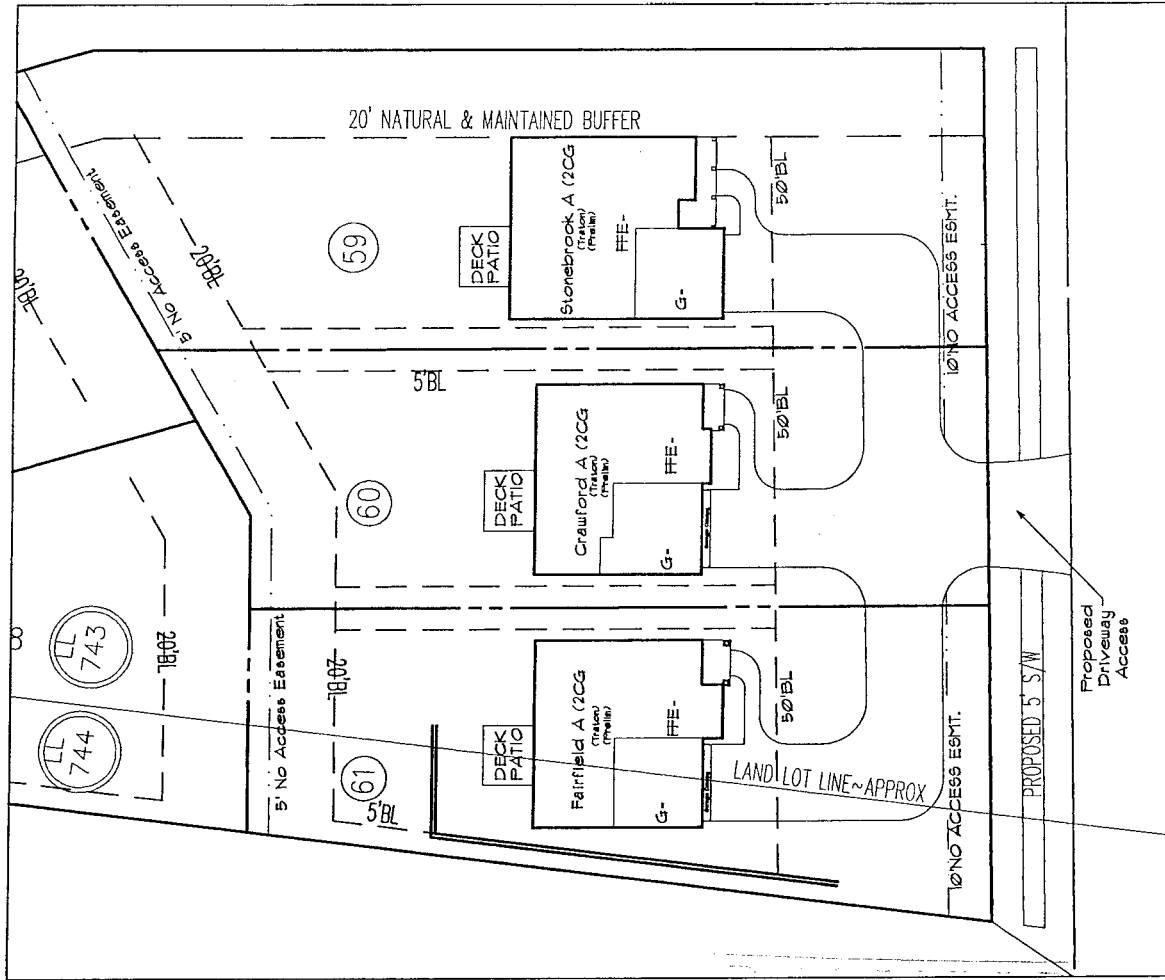 20' NATURAL & MAINTAINED BUFFER
5' No Access Easement
20'BL
20'BL
59
DECK
PATIO
Stonebrook A (2CG
(Traton)
(Prelim)
FFE-
G-
50'BL
10'NO ACCESS ESMT.
5'BL
60
DECK
PATIO
Crawford A (2CG
(Traton)
(Prelim)
FFE-
G-
50'BL
LL
743
LL
744
8
20'BL
5' No Access Easement
20'BL
61
5'BL
DECK
PATIO
Fairfield A (2CG
(Traton)
(Prelim)
FFE-
G-
50'BL
LAND LOT LINE~APPROX
10'NO ACCESS ESMT.
PROPOSED 5' S/W
Proposed
Driveway
Access